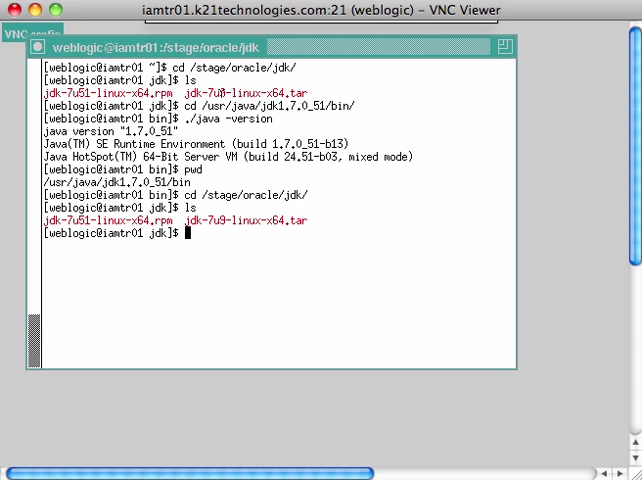 iamtr01.k21technologies.com:21 (weblogic) – VNC Viewer
VNC config
weblogic@iamtr01:/stage/oracle/jdk
[weblogic@iamtr01 ~]$ cd /stage/oracle/jdk/
[weblogic@iamtr01 jdk]$ ls
jdk-7u51-linux-x64.rpm  jdk-7u9-linux-x64.tar
[weblogic@iamtr01 jdk]$ cd /usr/java/jdk1.7.0_51/bin/
[weblogic@iamtr01 bin]$ ./java -version
java version "1.7.0_51"
Java(TM) SE Runtime Environment (build 1.7.0_51-b13)
Java HotSpot(TM) 64-Bit Server VM (build 24.51-b03, mixed mode)
[weblogic@iamtr01 bin]$ pwd
/usr/java/jdk1.7.0_51/bin
[weblogic@iamtr01 bin]$ cd /stage/oracle/jdk/
[weblogic@iamtr01 jdk]$ ls
jdk-7u51-linux-x64.rpm  jdk-7u9-linux-x64.tar
[weblogic@iamtr01 jdk]$